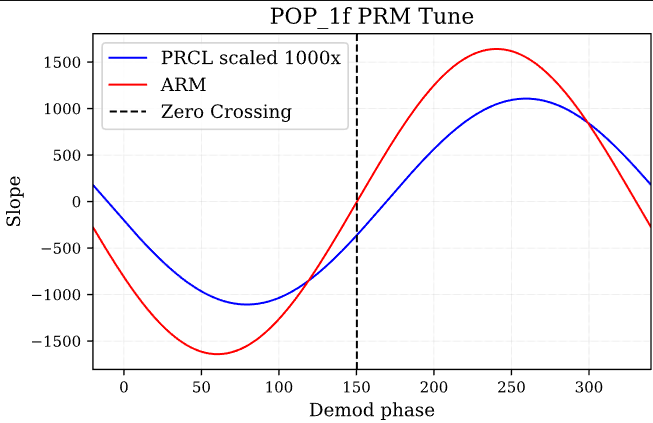 POP_1f PRM Tune
PRCL scaled 1000x
ARM
Zero Crossing
Slope
1500
1000
500
0
−500
−1000
−1500
0 50 100 150 200 250 300
Demod phase